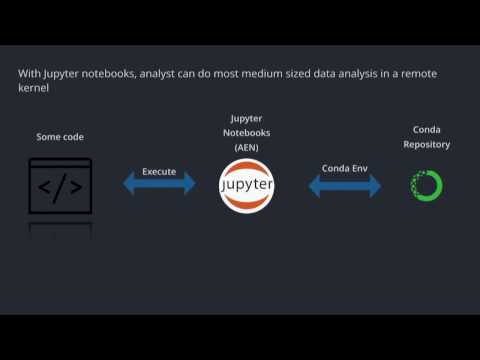 With Jupyter notebooks, analyst can do most medium sized data analysis in a remote
kernel
Some code
Execute
Jupyter
Notebooks
(AEN)
jupyter
Conda Env
Conda
Repository